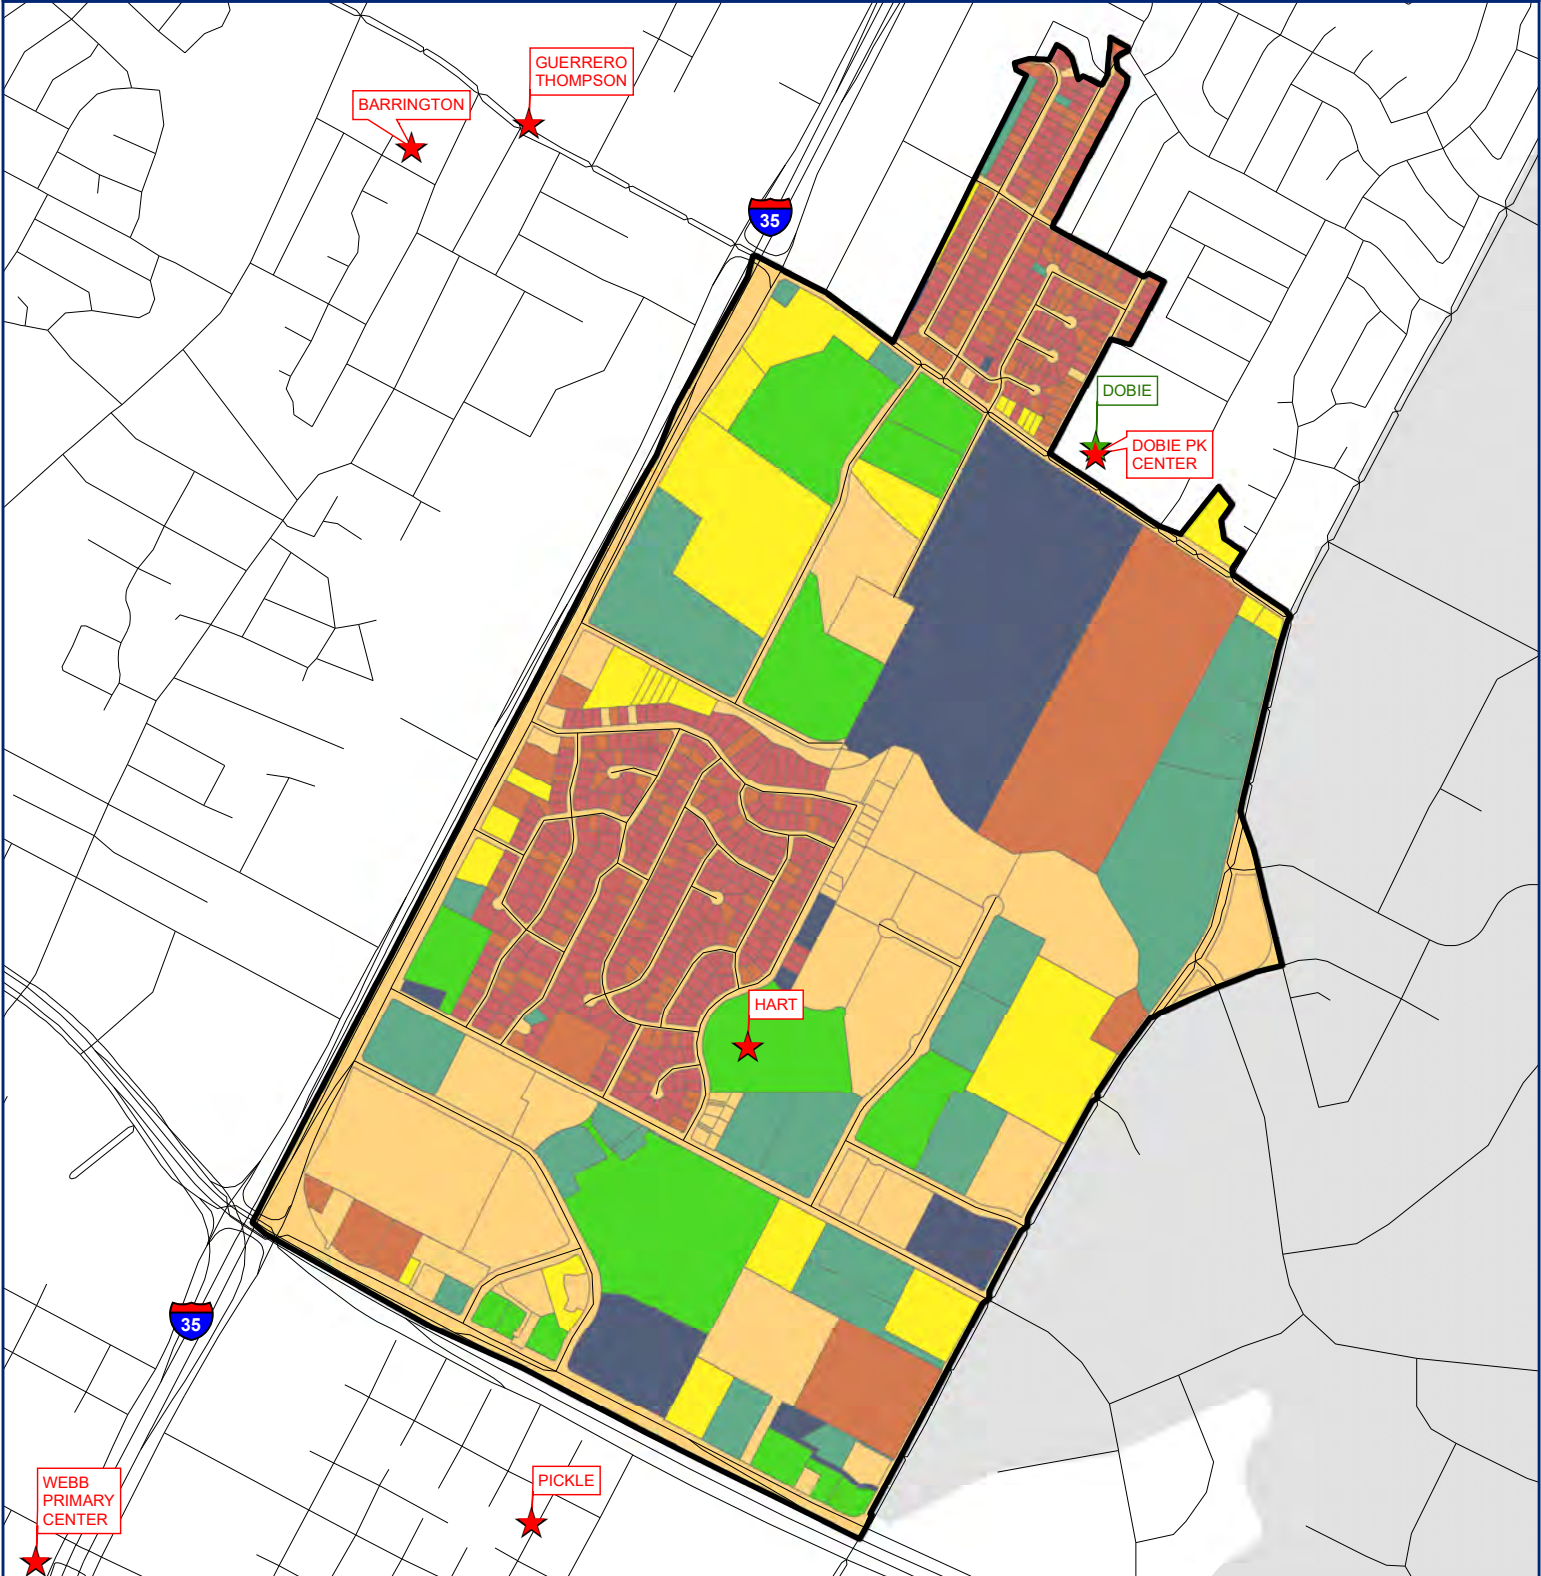 GUERRERO
THOMPSON
BARRINGTON
35
DOBIE
DOBIE PK
CENTER
HART
35
WEBB
PRIMARY
CENTER
PICKLE